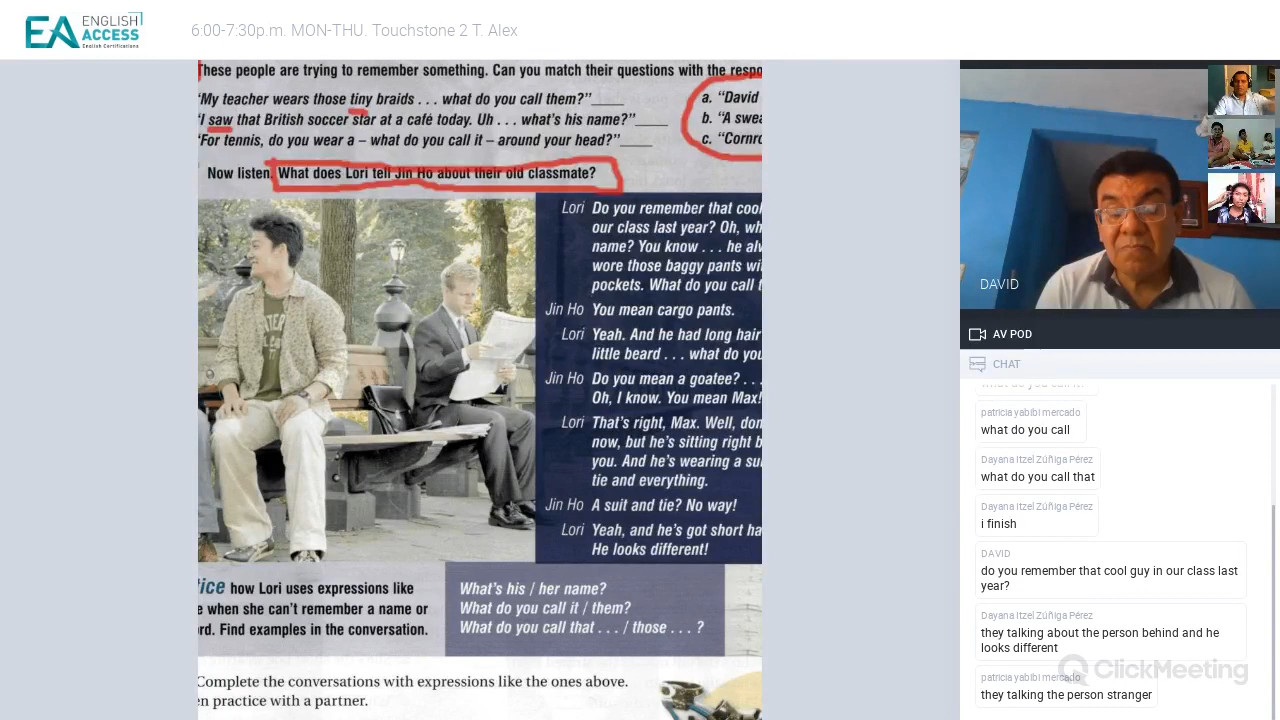 EA ENGLISH ACCESS
English Certifications
6:00-7:30p.m. MON-THU. Touchstone 2 T. Alex
These people are trying to remember something. Can you match their questions with the
"My teacher wears those tiny braids . . . what do you call them?"____
"I saw that British soccer star at a café today. Uh . . . what's his name?"____
"For tennis, do you wear a – what do you call it – around your head?"____
a. "David
b. "A
c.
Now listen. What does Lori tell Jin Ho about their old classmate?
Lori Do you remember that cool
our class last year? Oh,
name? You know . . . he
wore those baggy pants
pockets. What do you call
Jin Ho You mean cargo pants.
Lori Yeah. And he had long hair
little beard . . . what do you
Jin Ho Do you mean a goatee? . . .
Oh, I know. You mean Max!
Lori That's right, Max. Well,
now, but he's sitting right
you. And he's wearing a
tie and everything.
Jin Ho A suit and tie? No way!
Lori Yeah, and he's got short
He looks different!
how Lori uses expressions like
when she can't remember a name or
Find examples in the conversation.
What's his / her name?
What do you call it / them?
What do you call that . . . / those . . . ?
Complete the conversations with expressions like the ones above.
practice with a partner.
DAVID
AV POD
CHAT
patricia yabibi mercado
what do you call
Dayana Itzel Zúñiga Pérez
what do you call that
Dayana Itzel Zúñiga Pérez
i finish
DAVID
do you remember that cool guy in our class last
year?
Dayana Itzel Zúñiga Pérez
they talking about the person behind and he
looks different
patricia yabibi mercado
they talking the person stranger
ClickMeeting